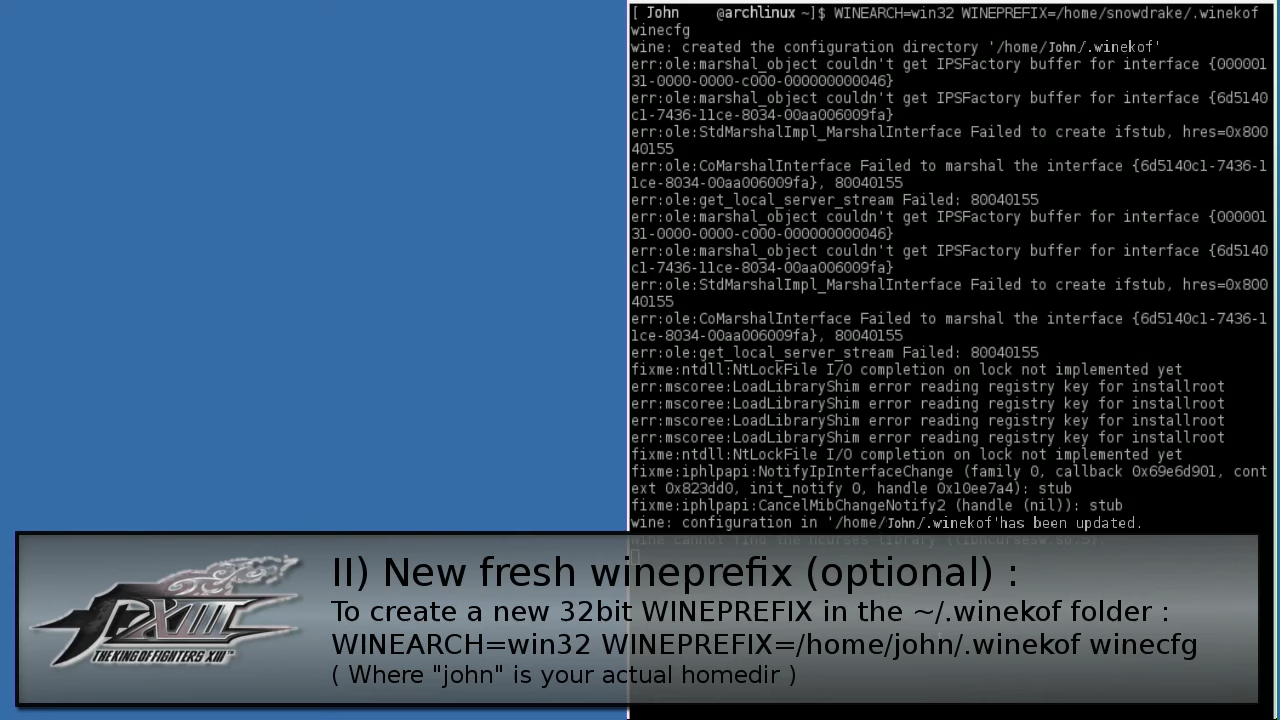 [ John @archlinux ~]$ WINEARCH=win32 WINEPREFIX=/home/snowdrake/.winekof
winecfg
wine: created the configuration directory '/home/John/.winekof'
err:ole:marshal_object couldn't get IPSFactory buffer for interface {000001
31-0000-0000-c000-000000000046}
err:ole:marshal_object couldn't get IPSFactory buffer for interface {6d5140
c1-7436-11ce-8034-00aa006009fa}
err:ole:StdMarshalImpl_MarshalInterface Failed to create ifstub, hres=0x800
40155
err:ole:CoMarshalInterface Failed to marshal the interface {6d5140c1-7436-1
1ce-8034-00aa006009fa}, 80040155
err:ole:get_local_server_stream Failed: 80040155
err:ole:marshal_object couldn't get IPSFactory buffer for interface {000001
31-0000-0000-c000-000000000046}
err:ole:marshal_object couldn't get IPSFactory buffer for interface {6d5140
c1-7436-11ce-8034-00aa006009fa}
err:ole:StdMarshalImpl_MarshalInterface Failed to create ifstub, hres=0x800
40155
err:ole:CoMarshalInterface Failed to marshal the interface {6d5140c1-7436-1
1ce-8034-00aa006009fa}, 80040155
err:ole:get_local_server_stream Failed: 80040155
fixme:ntdll:NtLockFile I/O completion on lock not implemented yet
err:mscoree:LoadLibraryShim error reading registry key for installroot
err:mscoree:LoadLibraryShim error reading registry key for installroot
err:mscoree:LoadLibraryShim error reading registry key for installroot
err:mscoree:LoadLibraryShim error reading registry key for installroot
fixme:ntdll:NtLockFile I/O completion on lock not implemented yet
fixme:iphlpapi:NotifyIpInterfaceChange (family 0, callback 0x69e6d901, cont
ext 0x823dd0, init_notify 0, handle 0x10ee7a4): stub
fixme:iphlpapi:CancelMibChangeNotify2 (handle (nil)): stub
wine: configuration in '/home/John/.winekof'has been updated.
Wine cannot find the ncurses library (libncursesw.so.5).
II) New fresh wineprefix (optional) :
To create a new 32bit WINEPREFIX in the ~/.winekof folder :
WINEARCH=win32 WINEPREFIX=/home/john/.winekof winecfg
( Where "john" is your actual homedir )
XIII
THE KING OF FIGHTERS XIII™